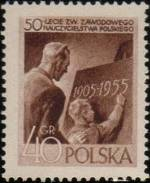 50-LECIE ZW. ZAWODOWEGO
NAUCZYCIELSTWA POLSKIEGO
1905-1955
40 GR
POLSKA